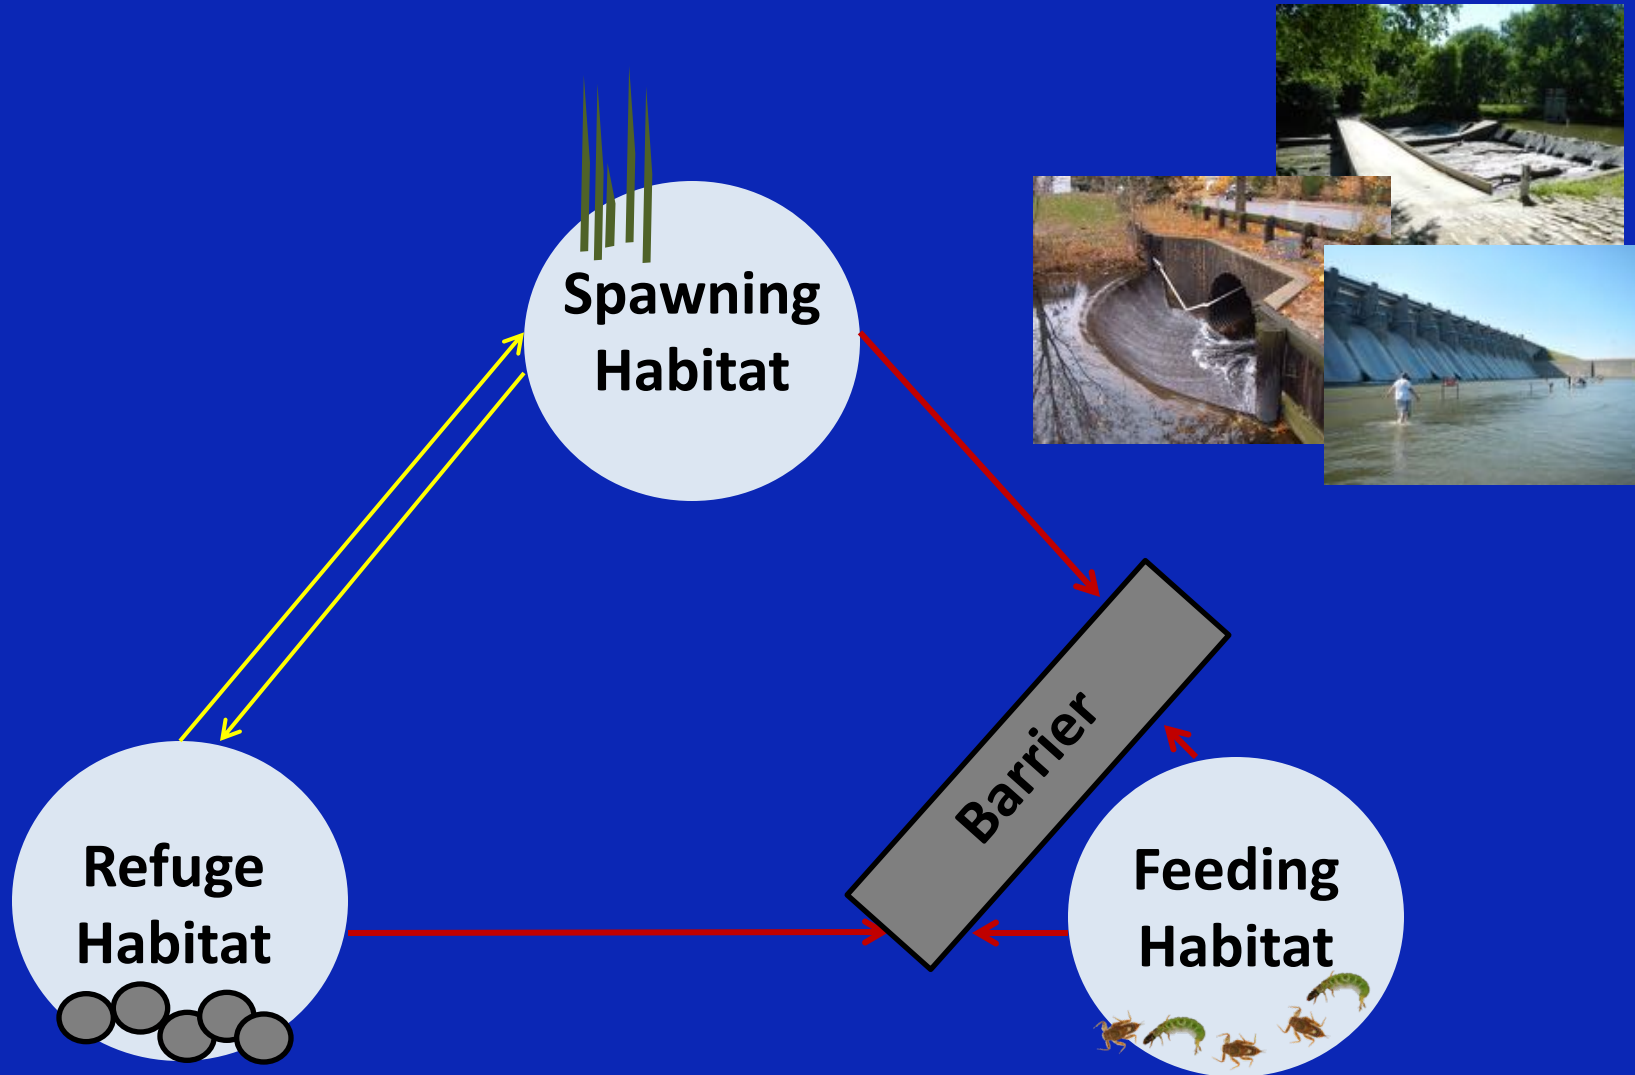 Spawning
Habitat
Barrier
Refuge
Habitat
Feeding
Habitat